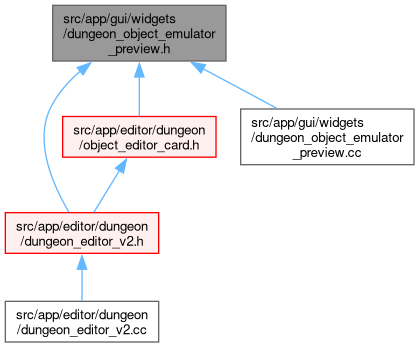 src/app/gui/widgets
/dungeon_object_emulator
_preview.h
src/app/editor/dungeon
/object_editor_card.h
src/app/gui/widgets
/dungeon_object_emulator
_preview.cc
src/app/editor/dungeon
/dungeon_editor_v2.h
src/app/editor/dungeon
/dungeon_editor_v2.cc